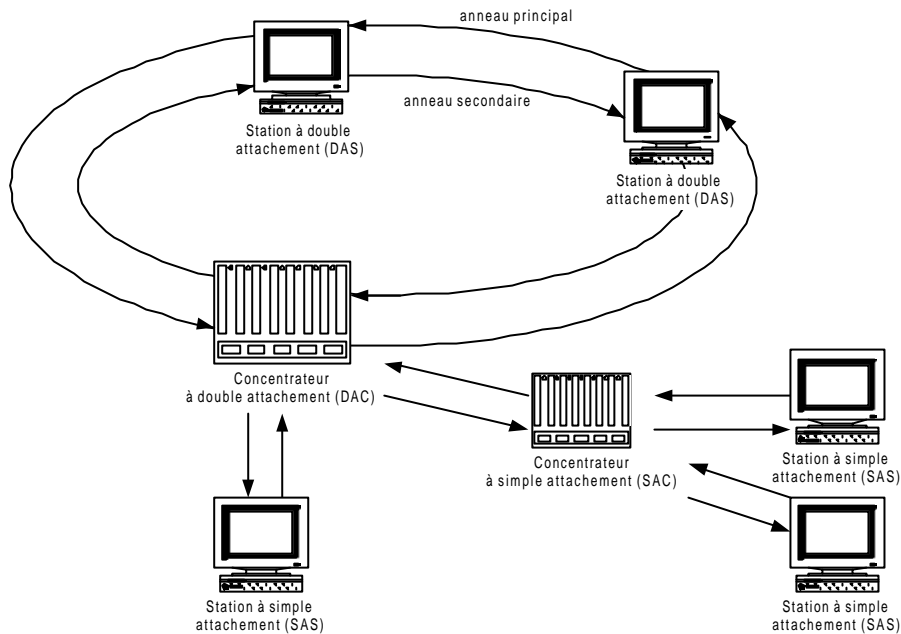 anneau principal
anneau secondaire
Station à double
attachement (DAS)
Station à double
attachement (DAS)
Concentrateur
à double attachement (DAC)
Concentrateur
à simple attachement (SAC)
Station à simple
attachement (SAS)
Station à simple
attachement (SAS)
Station à simple
attachement (SAS)